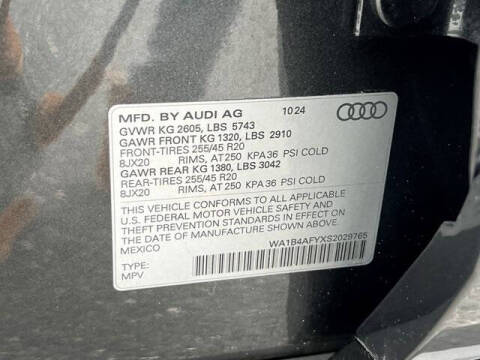 MFD. BY AUDI AG 10 24
GVWR KG 2605, LBS 5743
GAWR FRONT KG 1320, LBS 2910
FRONT-TIRES 255/45 R20
8JX20 RIMS, AT 250 KPA 36 PSI COLD
GAWR REAR KG 1380, LBS 3042
REAR-TIRES 255/45 R20
8JX20 RIMS, AT 250 KPA 36 PSI COLD
THIS VEHICLE CONFORMS TO ALL APPLICABLE
U.S. FEDERAL MOTOR VEHICLE SAFETY AND
THEFT PREVENTION STANDARDS IN EFFECT ON
THE DATE OF MANUFACTURE SHOWN ABOVE.
MEXICO WA1B4AFYXS2029765
TYPE:
MPV